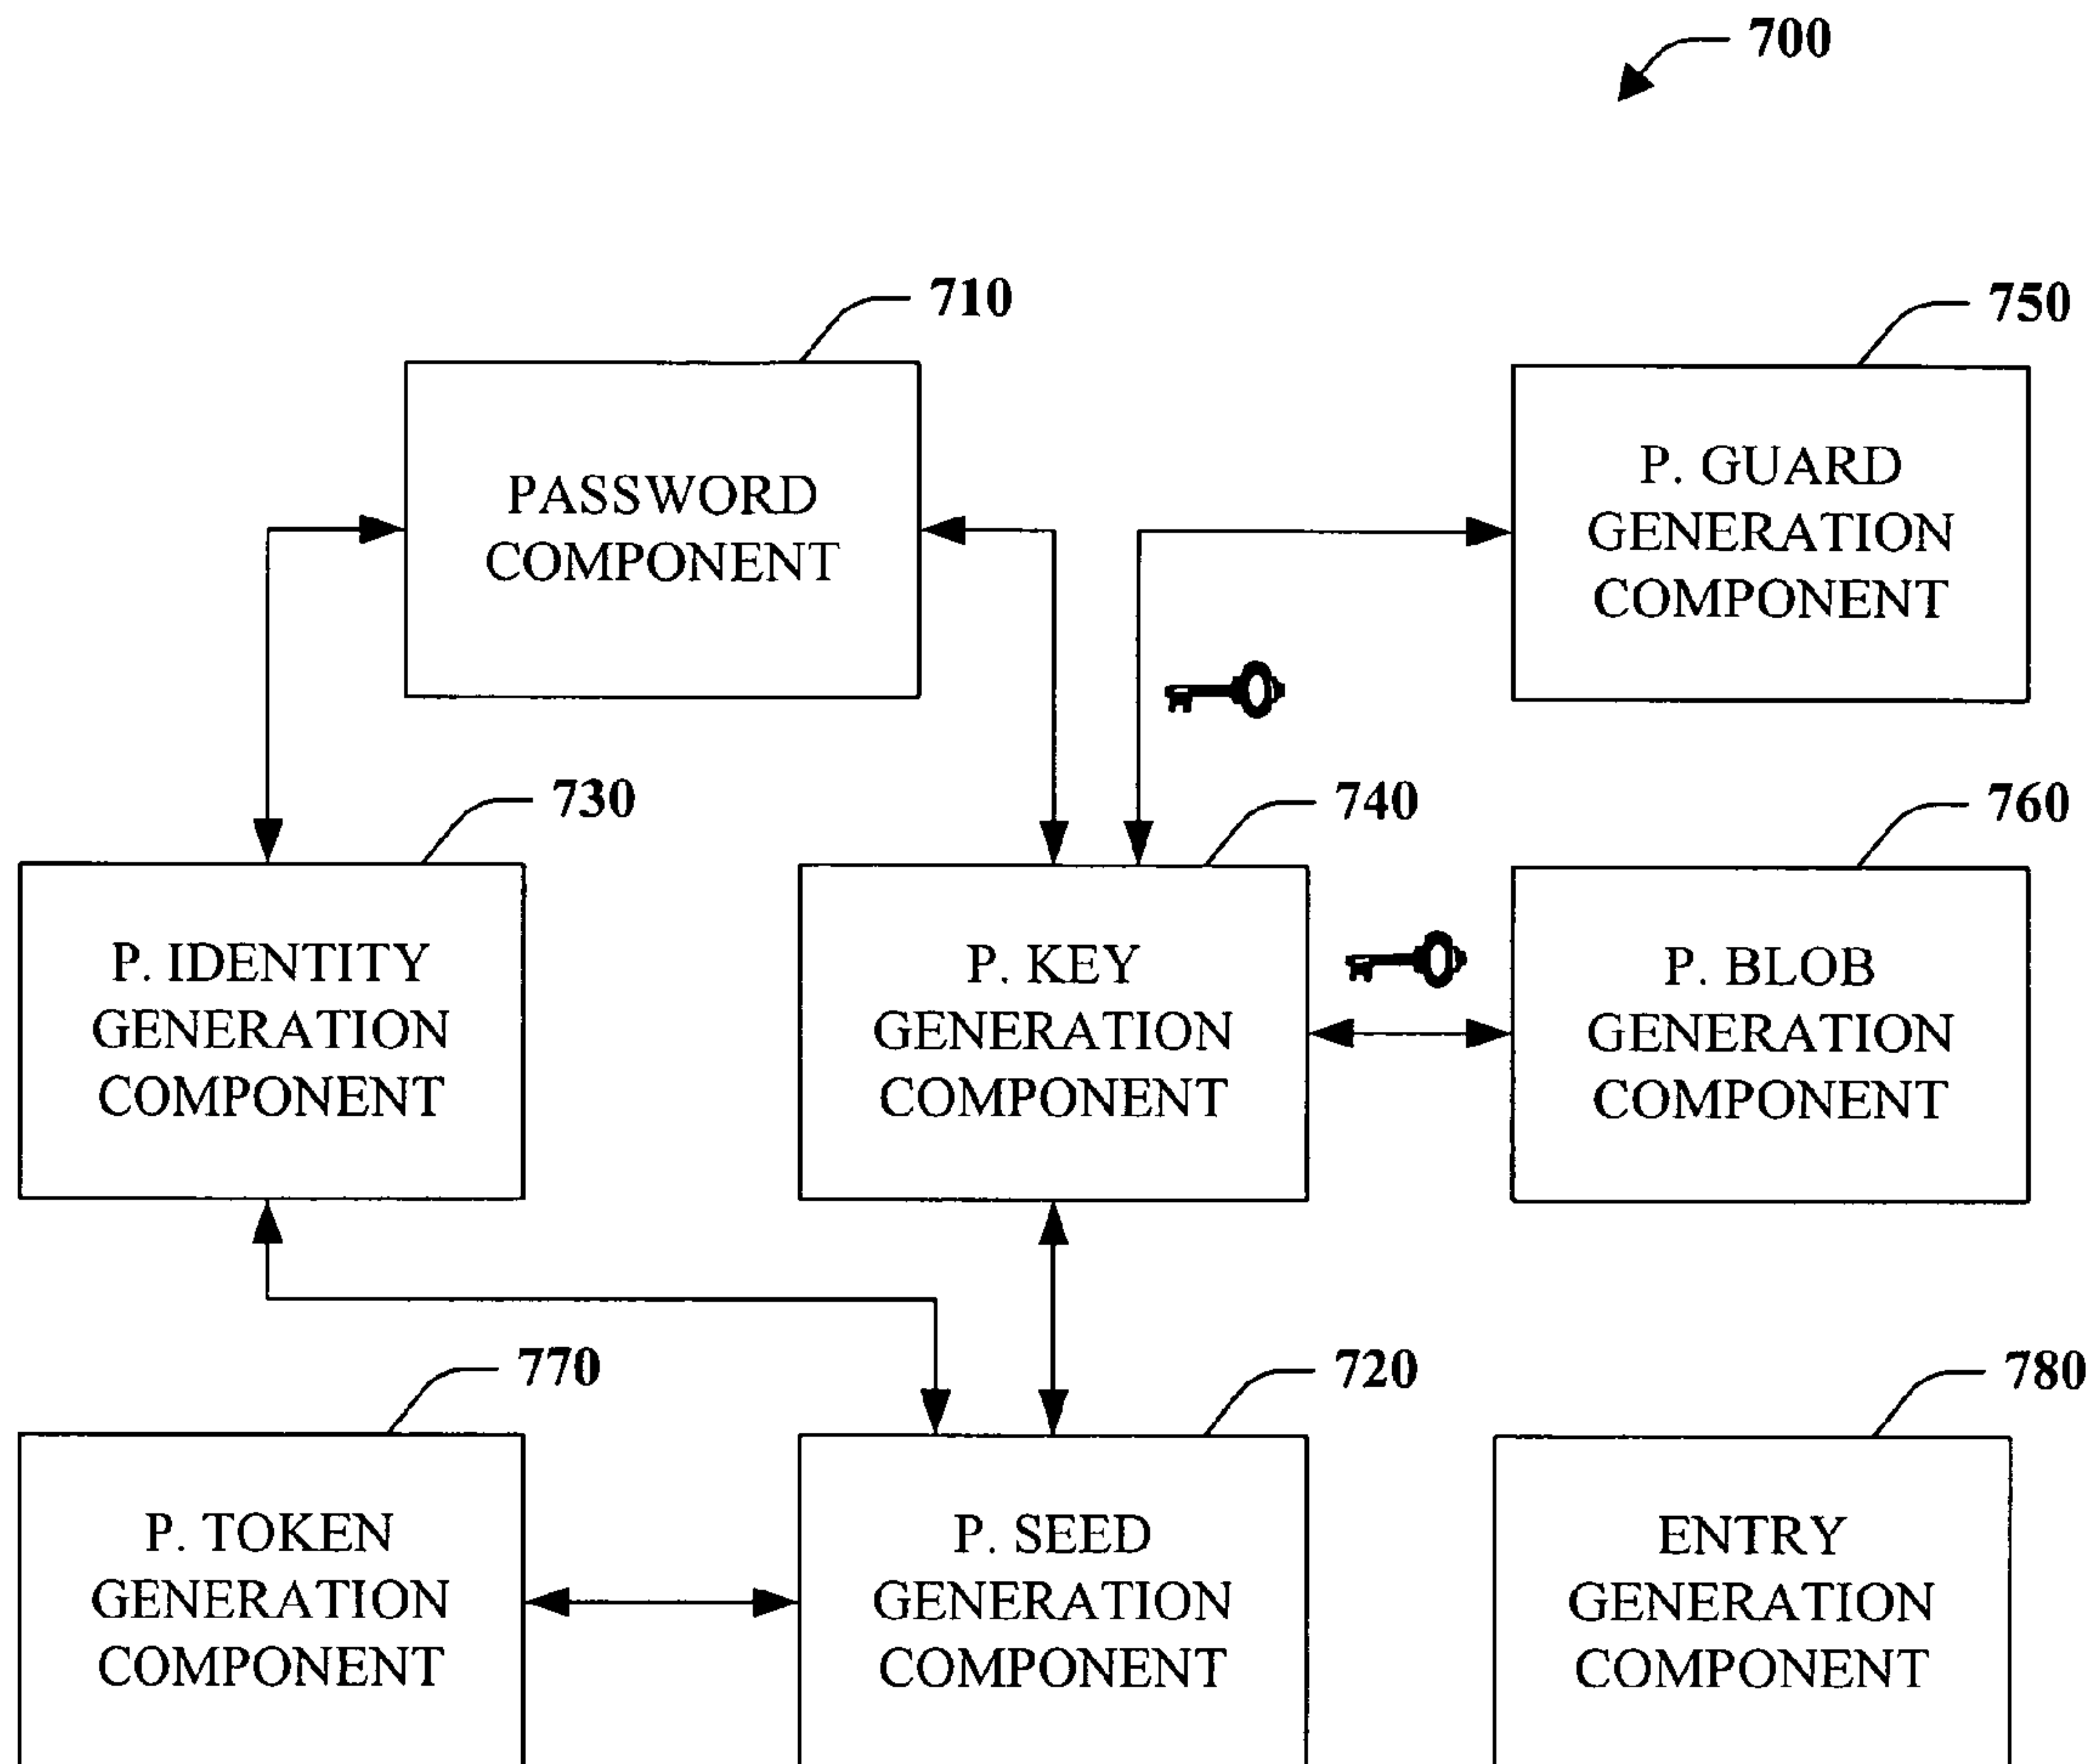 700
710
750
PASSWORD
COMPONENT
P. GUARD
GENERATION
COMPONENT
730
740
760
P. IDENTITY
GENERATION
COMPONENT
P. KEY
GENERATION
COMPONENT
P. BLOB
GENERATION
COMPONENT
770
720
780
P. TOKEN
GENERATION
COMPONENT
P. SEED
GENERATION
COMPONENT
ENTRY
GENERATION
COMPONENT